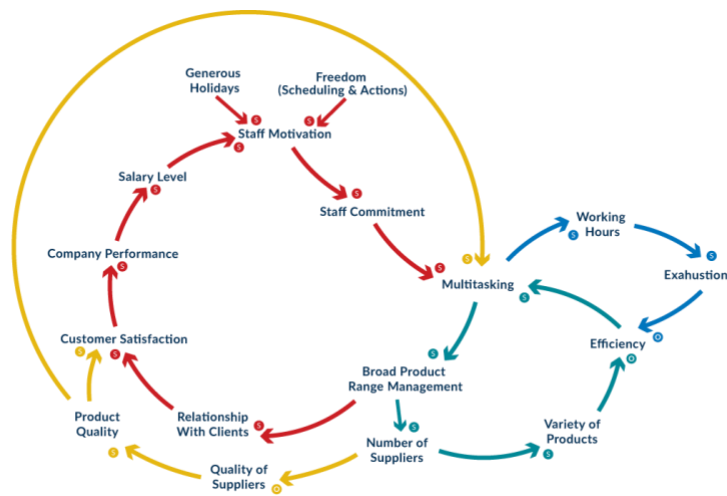 Generous
Holidays
Freedom
(Scheduling & Actions)
S
S
Staff Motivation
S
Salary Level
S
S
Staff Commitment
Working
Hours
S
Company Performance
S
S
S
S
Exahustion
Multitasking
S
Customer Satisfaction
S
S
S
Efficiency
O
O
Broad Product
Range Management
Product
Quality
S
Relationship
With Clients
S
S
Number of
Suppliers
Variety of
Products
S
Quality of
Suppliers
O